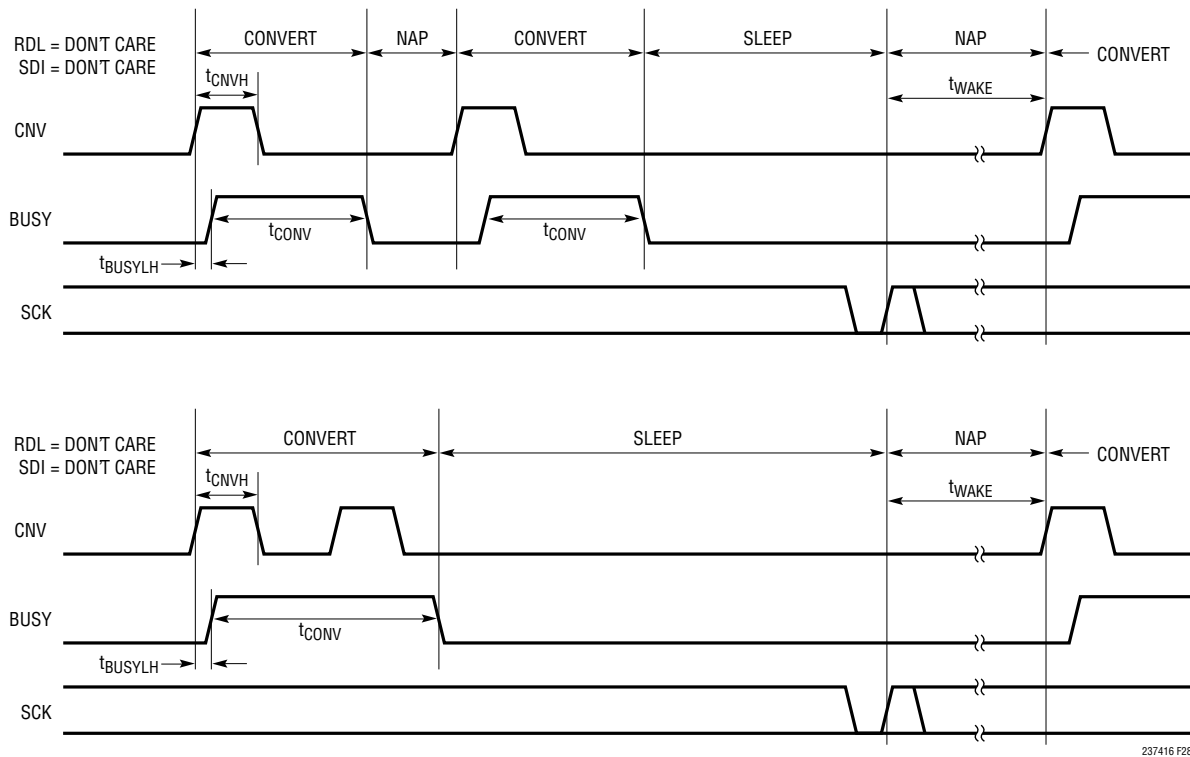 RDL = DON'T CARE
SDI = DON'T CARE
CONVERT
NAP
CONVERT
SLEEP
NAP
CONVERT
tCNVH
tWAKE
CNV
BUSY
tCONV
tCONV
tBUSYLH
SCK
RDL = DON'T CARE
SDI = DON'T CARE
CONVERT
SLEEP
NAP
CONVERT
tCNVH
tWAKE
CNV
BUSY
tCONV
tBUSYLH
SCK
237416 F28